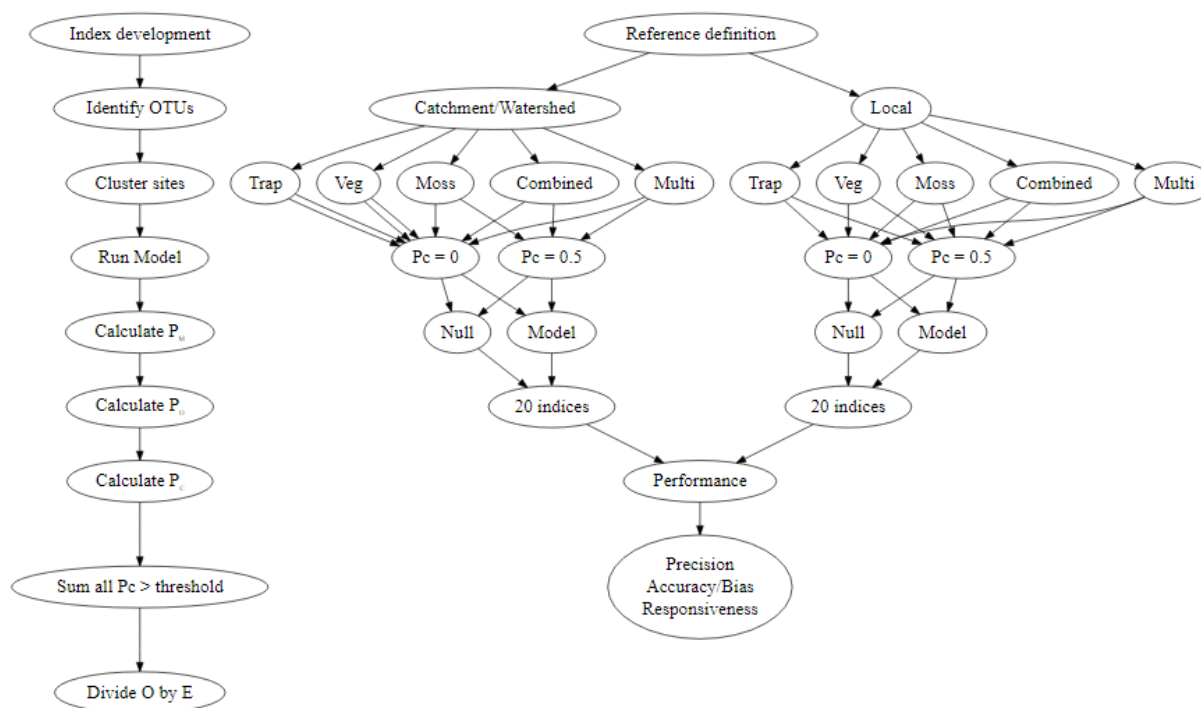 Index development
Reference definition
Identify OTUs
Catchment/Watershed
Local
Cluster sites
Trap
Veg
Moss
Combined
Multi
Trap
Veg
Moss
Combined
Multi
Run Model
Pc = 0
Pc = 0.5
Pc = 0
Pc = 0.5
Calculate P
Null
Model
Null
Model
Calculate P
20 indices
20 indices
Calculate P
Performance
Sum all Pc > threshold
Precision
Accuracy/Bias
Responsiveness
Divide O by E